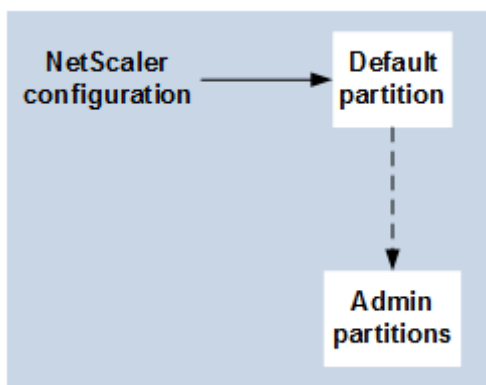 NetScaler
configuration
Default
partition
Admin
partitions